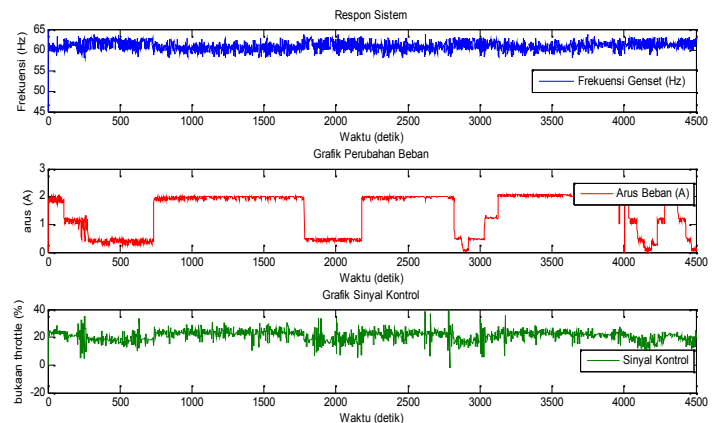 Respon Sistem
Frekuensi (Hz)
65
60
55
50
45
0 500 1000 1500 2000 2500 3000 3500 4000 4500
Frekuensi Genset (Hz)
Waktu (detik)
Grafik Perubahan Beban
arus (A)
3
2
1
0
0 500 1000 1500 2000 2500 3000 3500 4000 4500
Arus Beban (A)
Waktu (detik)
Grafik Sinyal Kontrol
bukaan throttle (%)
40
20
0
-20
0 500 1000 1500 2000 2500 3000 3500 4000 4500
Sinyal Kontrol
Waktu (detik)